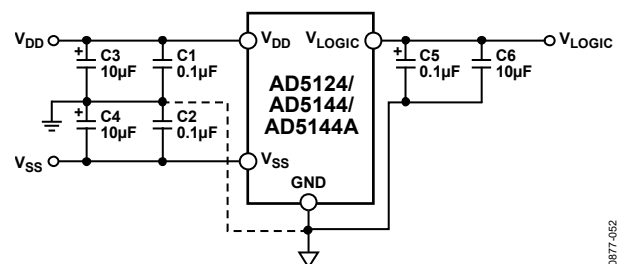 VDD
+
C3
10µF
C1
0.1µF
+
C4
10µF
C2
0.1µF
VSS
VDD
VLOGIC
AD5124/
AD5144/
AD5144A
VSS
GND
+
C5
0.1µF
C6
10µF
VLOGIC
0877-052